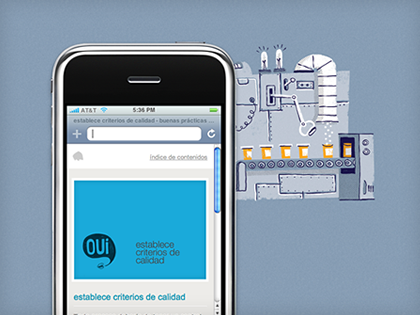 AT&T 5:36 PM
establece criterios de calidad - buenas prácticas ...
índice de contenidos
OUi
establece
criterios de
calidad
establece criterios de calidad